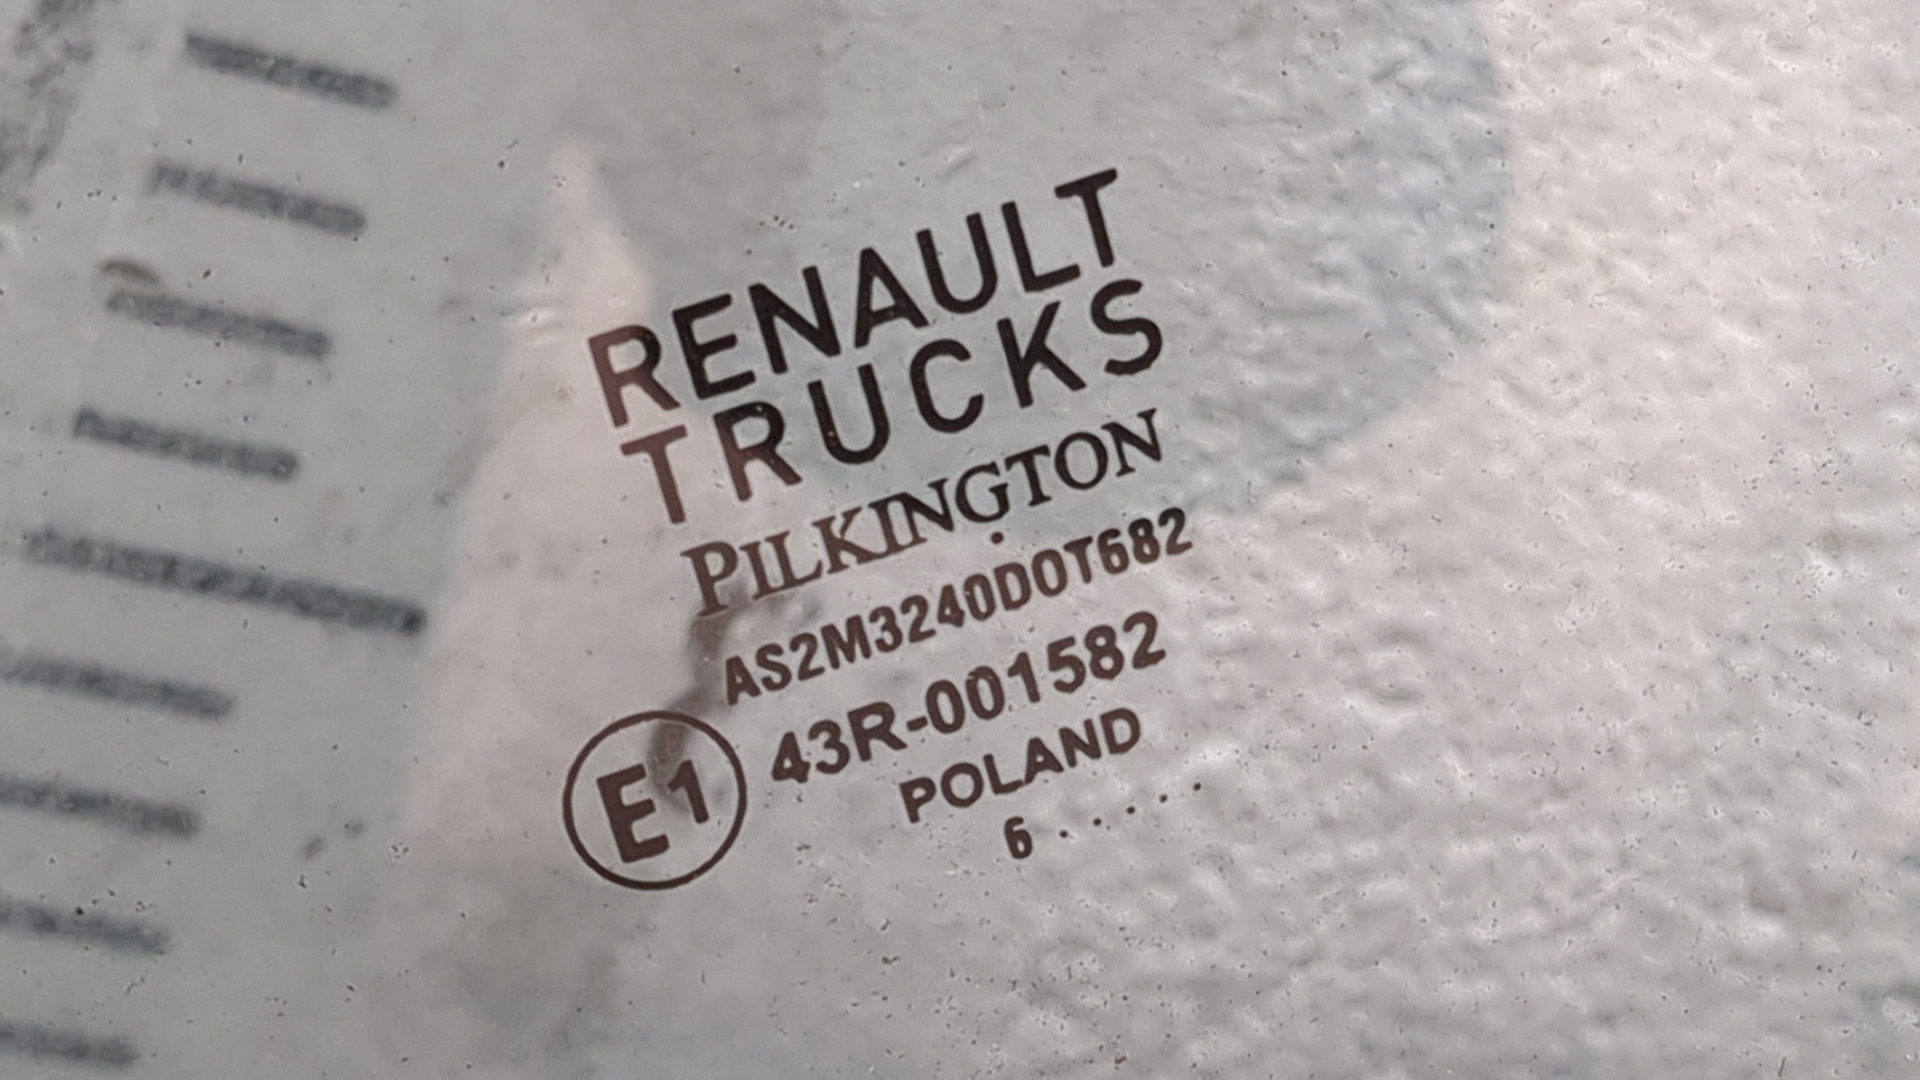 RENAULT
TRUCKS
PILKINGTON
AS2M3240DOT682
43R-001582
E1
POLAND
6 . . . . .